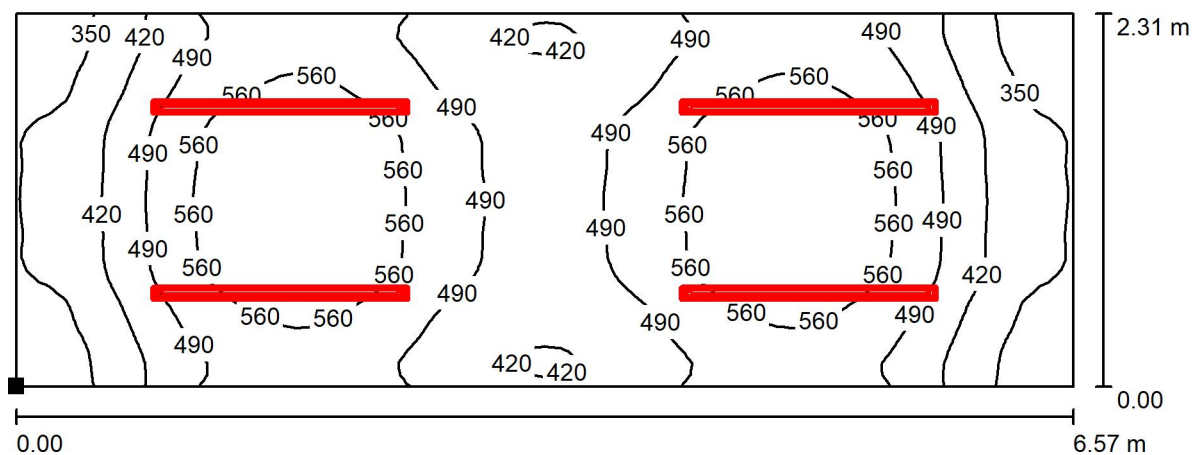 350 420 490 420 420 490 490 2.31 m
560 560
560 560 490 560 560 350
560 490 560 490
490 560 560
560 490 560
420 560 560 490 560 560 490
490 490
560 560 560 560 420
490 560 560 490 560 560 490
490
420 420 420 420
0.00
0.00 6.57 m